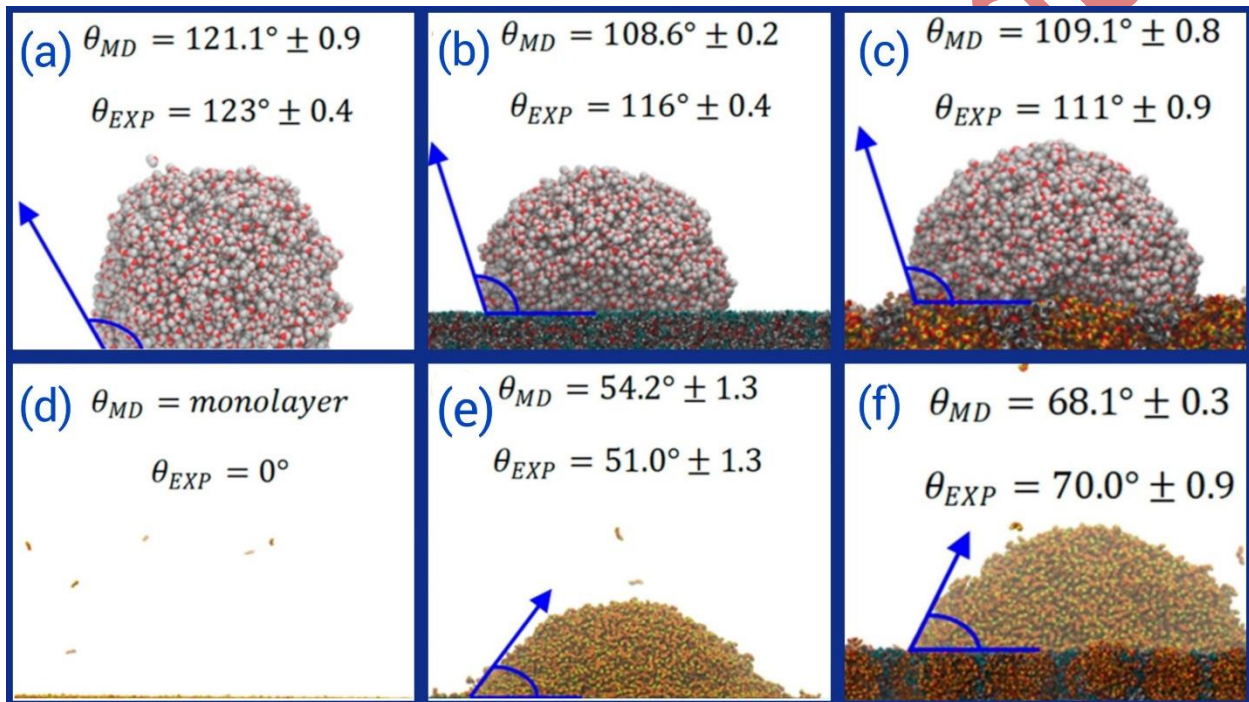 (a) θ_MD = 121.1° ± 0.9
θ_EXP = 123° ± 0.4
(b) θ_MD = 108.6° ± 0.2
θ_EXP = 116° ± 0.4
(c) θ_MD = 109.1° ± 0.8
θ_EXP = 111° ± 0.9
(d) θ_MD = monolayer
θ_EXP = 0°
(e) θ_MD = 54.2° ± 1.3
θ_EXP = 51.0° ± 1.3
(f) θ_MD = 68.1° ± 0.3
θ_EXP = 70.0° ± 0.9